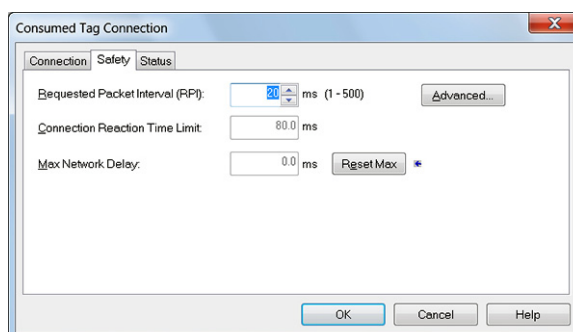 Consumed Tag Connection
Connection Safety Status
Requested Packet Interval (RPI): 20 ms (1 - 500) Advanced...
Connection Reaction Time Limit: 80.0 ms
Max Network Delay: 0.0 ms Reset Max
OK Cancel Help